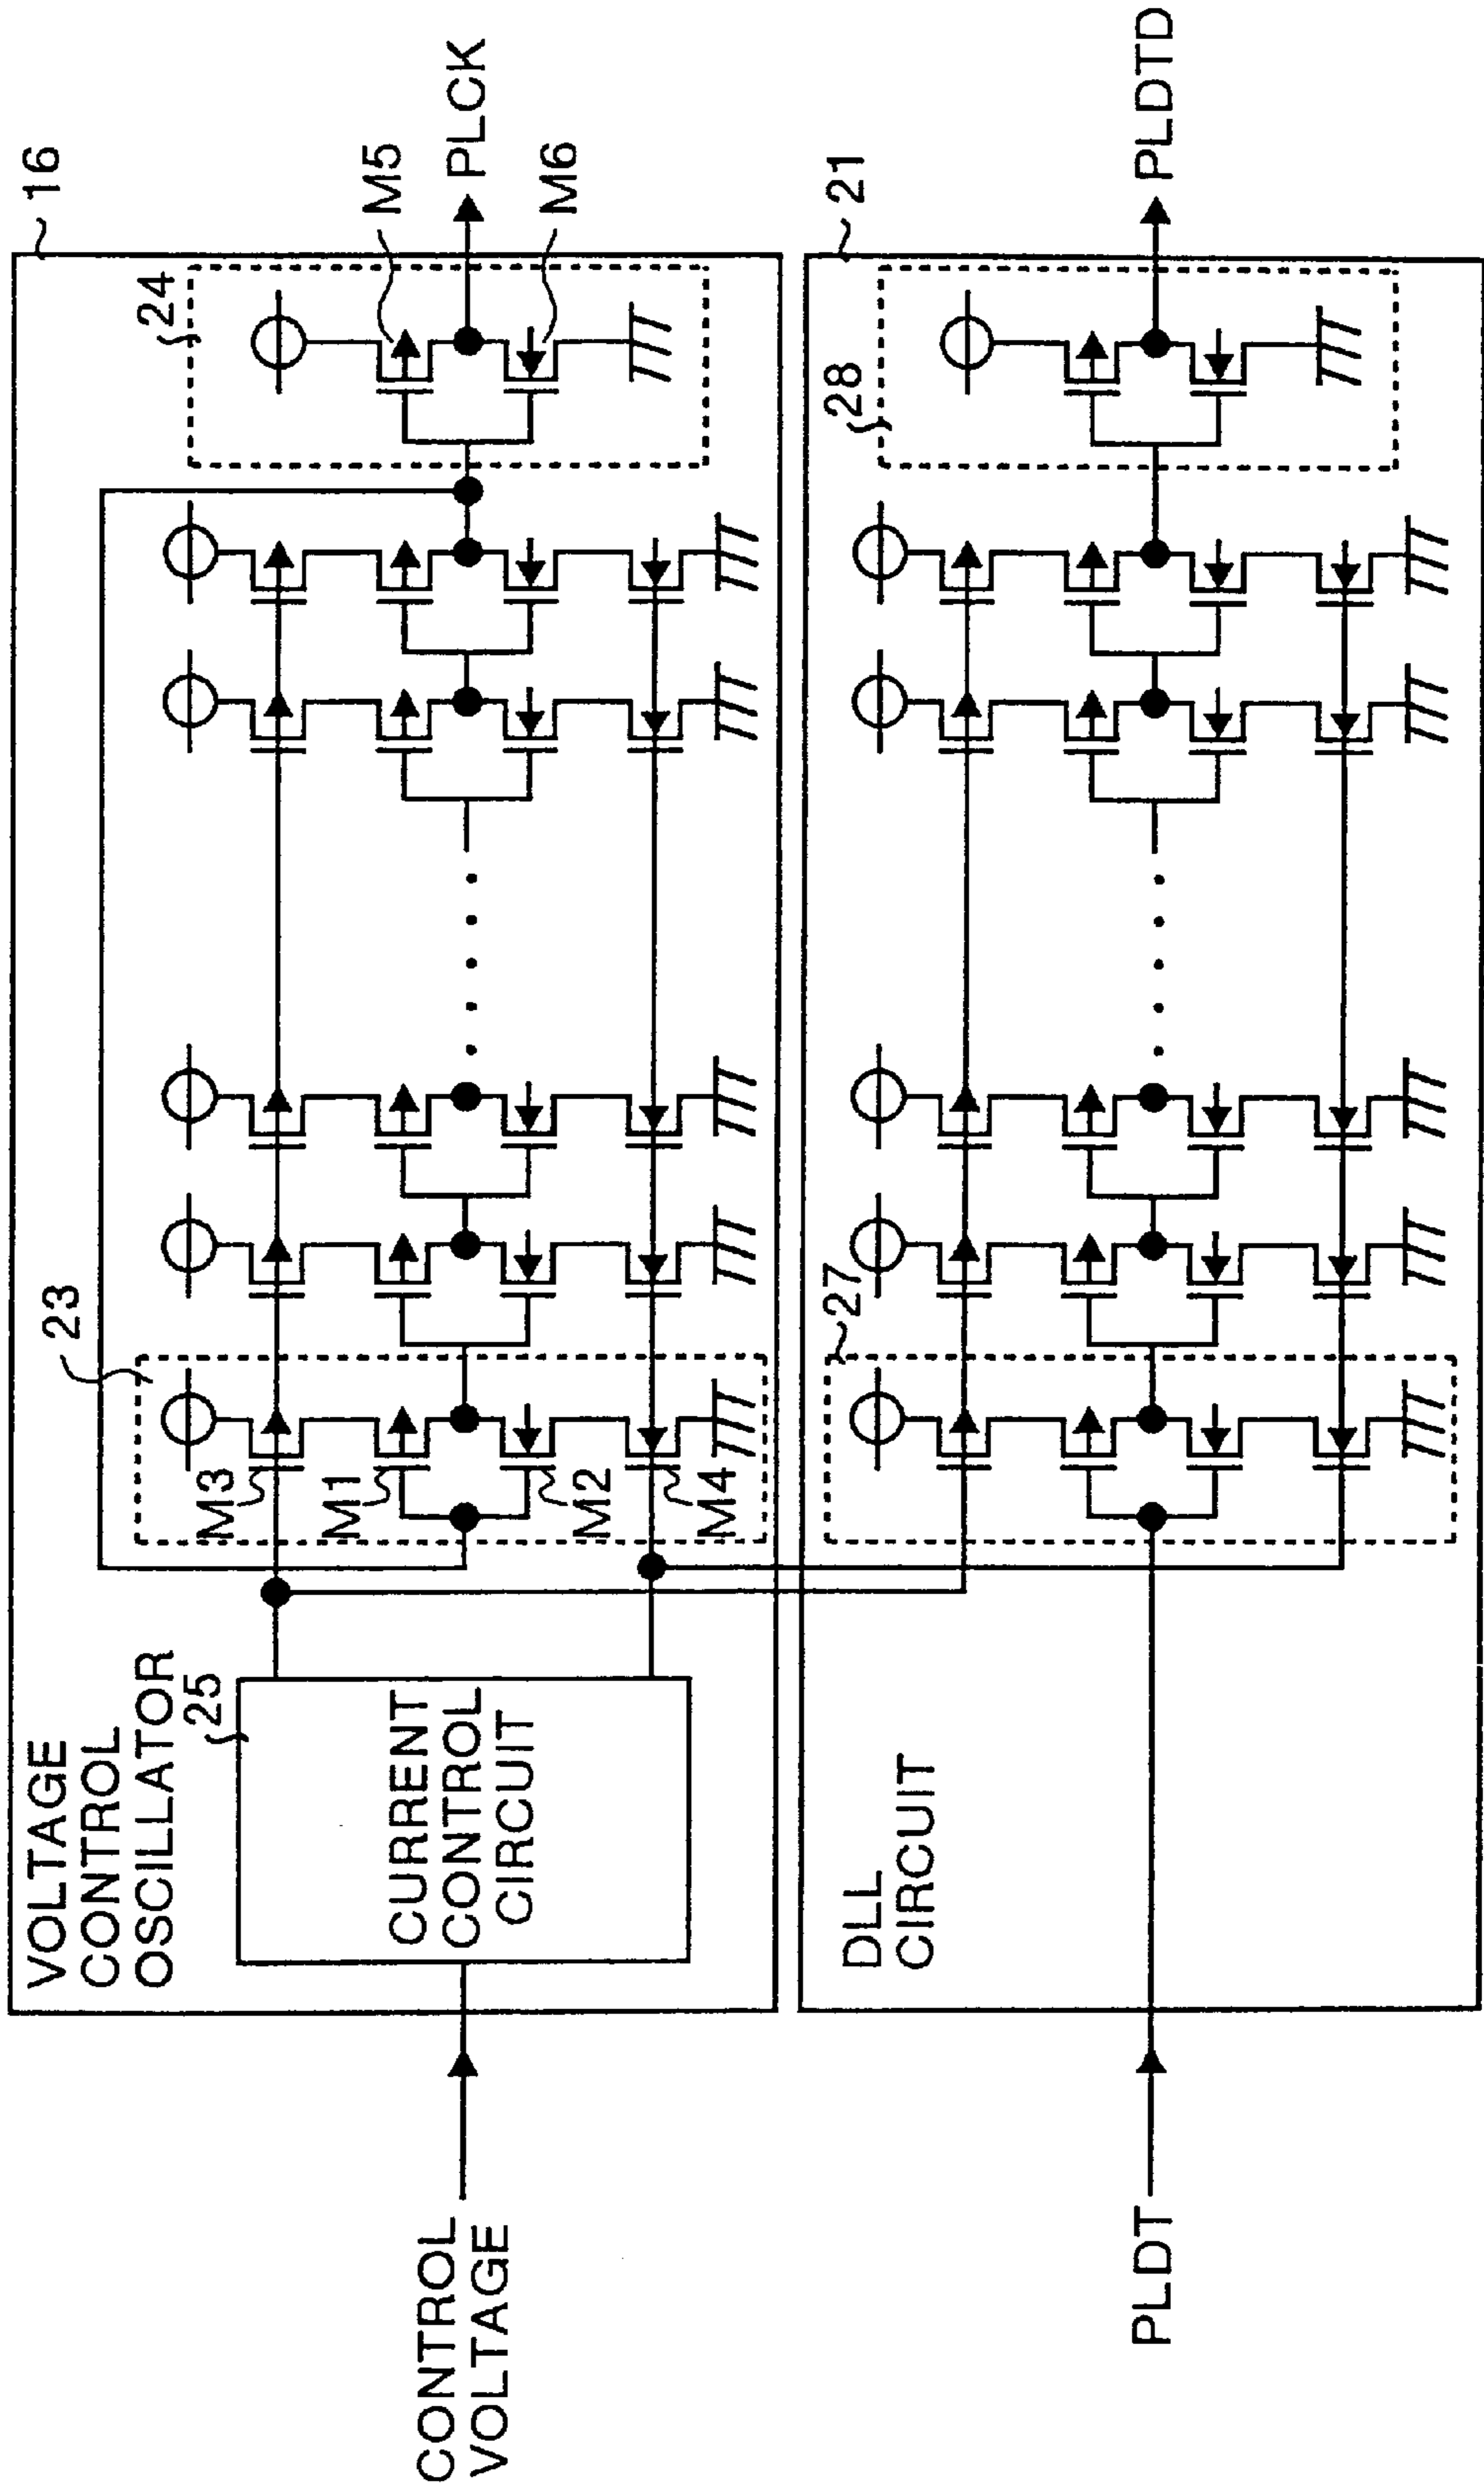 VOLTAGE
CONTROL
OSCILLATOR
16
23
24
25
CURRENT
CONTROL
CIRCUIT
M3
M1
M2
M4
M5
M6
CONTROL
VOLTAGE
PLCK
DLL
CIRCUIT
21
27
28
PLDT
PLDTD